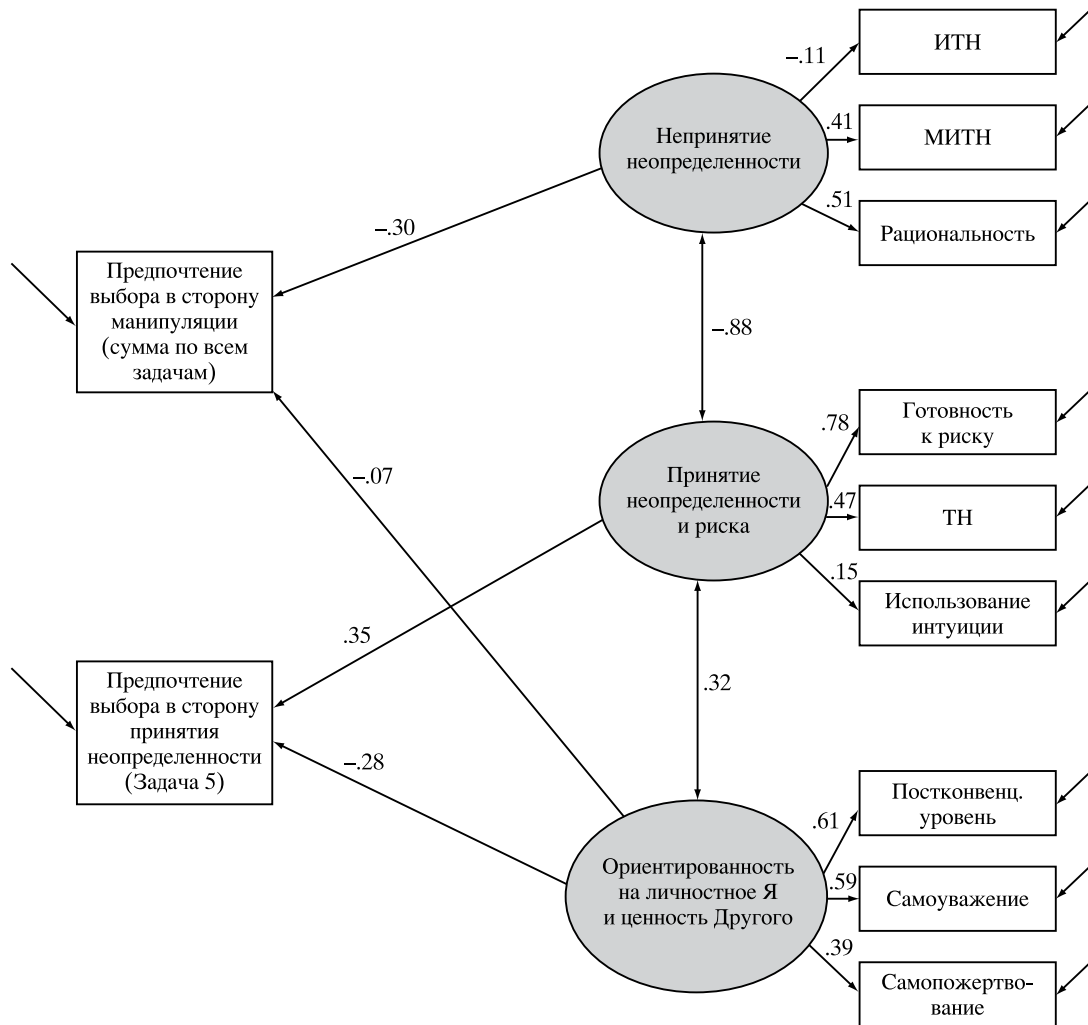 –.11
ИТН
.41
МИТН
Непринятие
неопределенности
.51
Рациональность
–.30
Предпочтение
выбора в сторону
манипуляции
(сумма по всем
задачам)
–.88
–.07
.78
Готовность
к риску
Принятие
неопределенности
и риска
.47
ТН
.15
Использование
интуиции
.35
.32
Предпочтение
выбора в сторону
принятия
неопределенности
(Задача 5)
–.28
.61
Постконвенц.
уровень
Ориентированность
на личностное Я
и ценность Другого
.59
Самоуважение
.39
Самопожертво-
вание